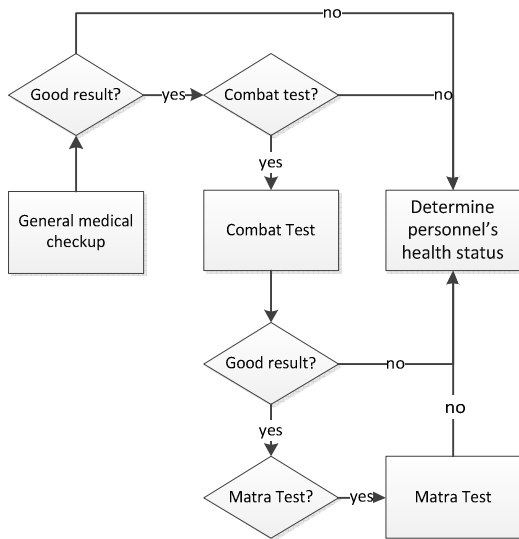 no
Good result?
yes
Combat test?
no
yes
General medical
checkup
Combat Test
Determine
personnel's
health status
Good result?
no
yes
no
Matra Test?
yes
Matra Test